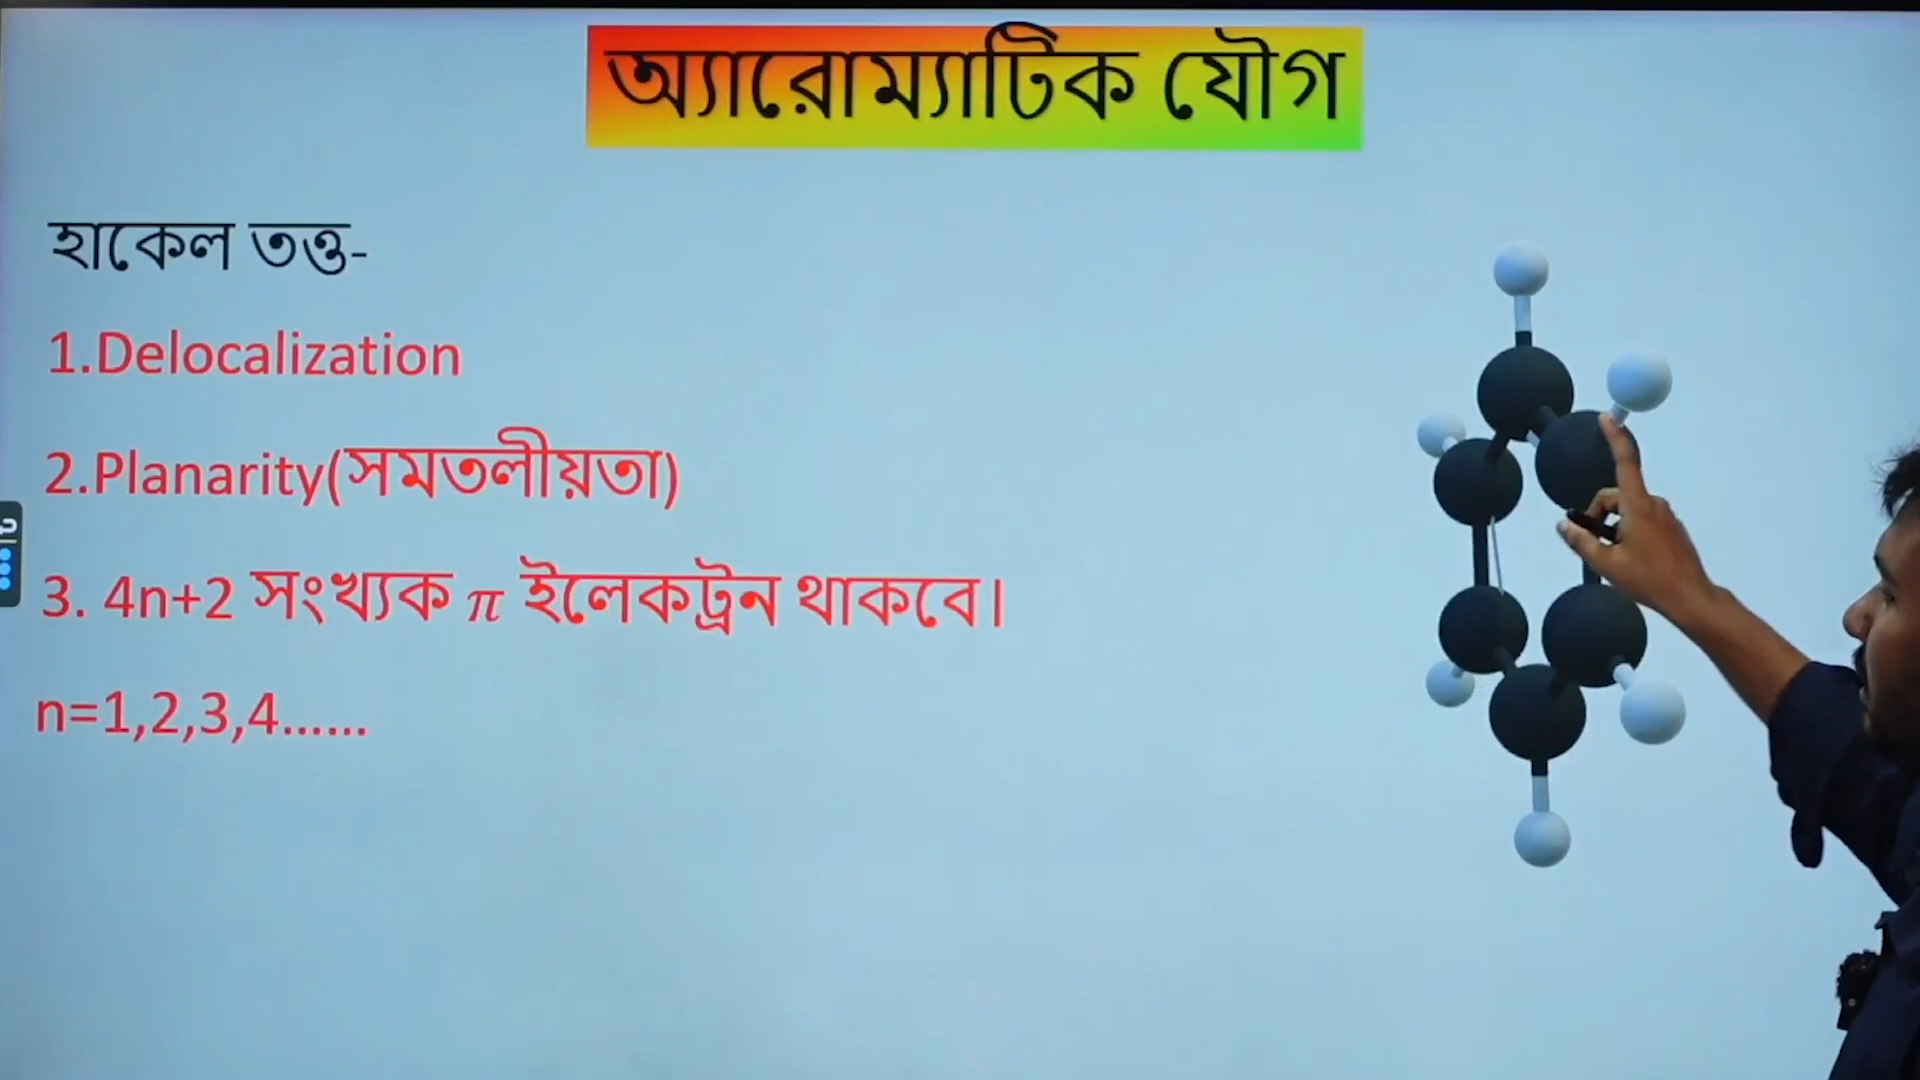 অ্যারোম্যাটিক যৌগ
হাকেল তত্ত-
1.Delocalization
2.Planarity(সমতলীয়তা)
3. 4n+2 সংখ্যক π ইলেকট্রন থাকবে।
n=1,2,3,4......